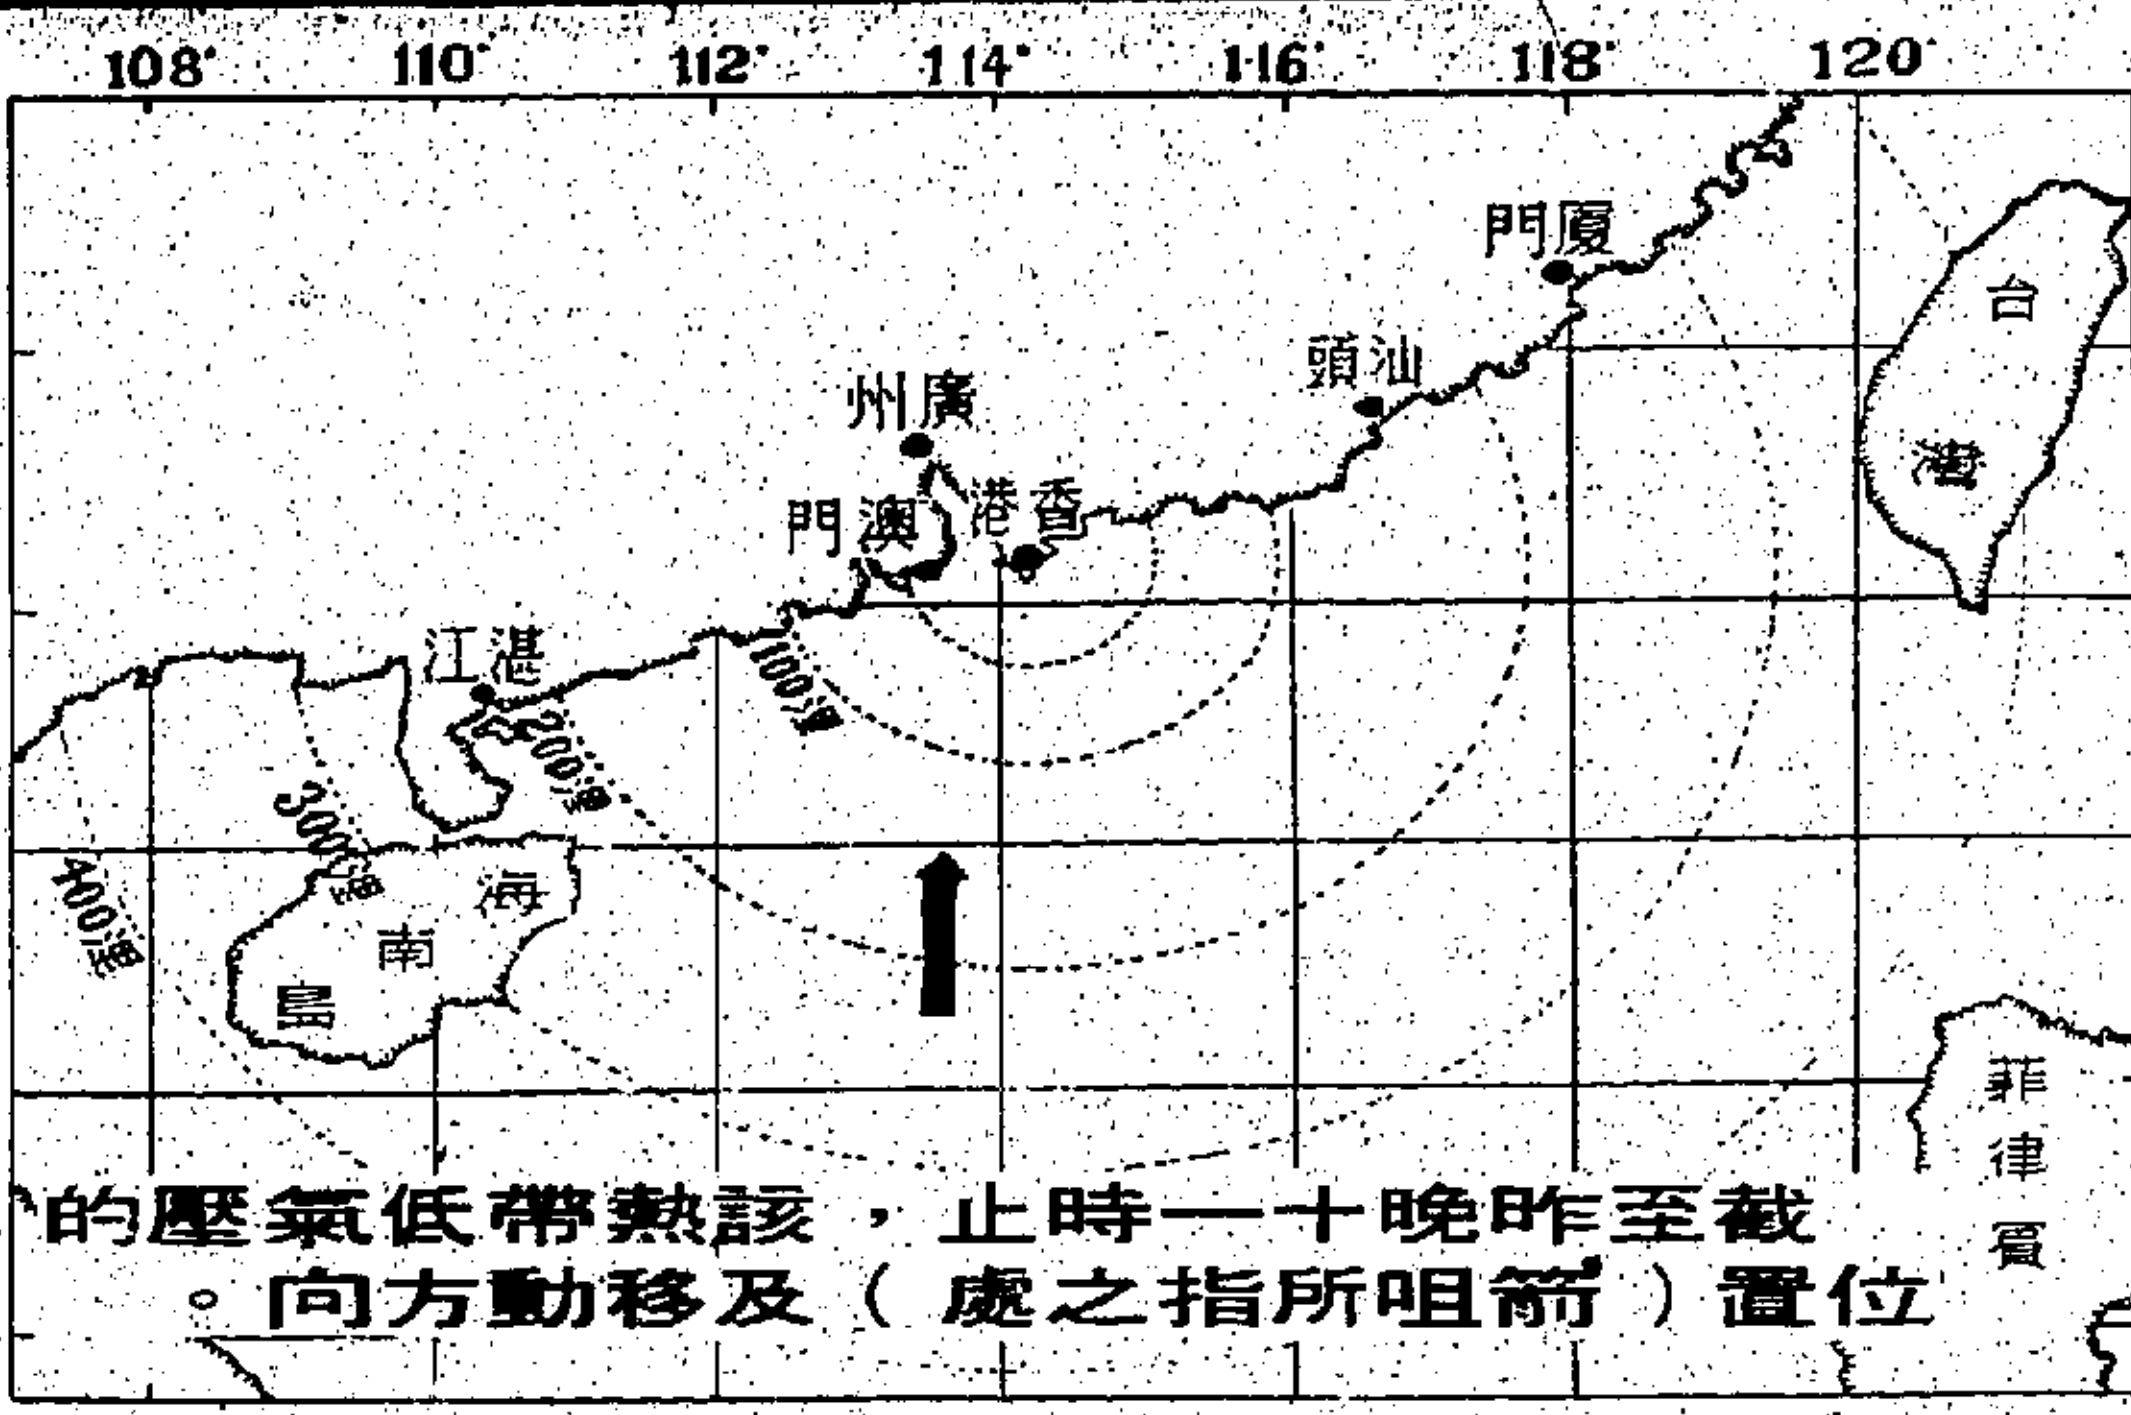 108°
110°
112°
114°
116°
118°
120°
廈門
台灣
汕頭
廣州
香港
澳門
湛江
100浬
200浬
300浬
400浬
海南島
菲律賓
截至昨晚十一時止，該熱帶低氣壓的
位置（箭咀所指之處）及移動方向。